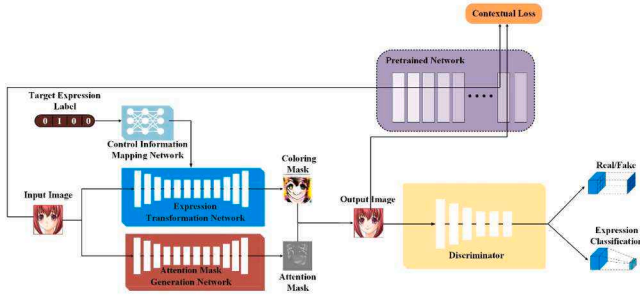 Contextual Loss
Pretrained Network
Target Expression
Label
0 1 0 0
Control Information
Mapping Network
Coloring
Mask
Input Image
Expression
Transformation Network
Output Image
Real/Fake
Expression
Classification
Discriminator
Attention Mask
Generation Network
Attention
Mask